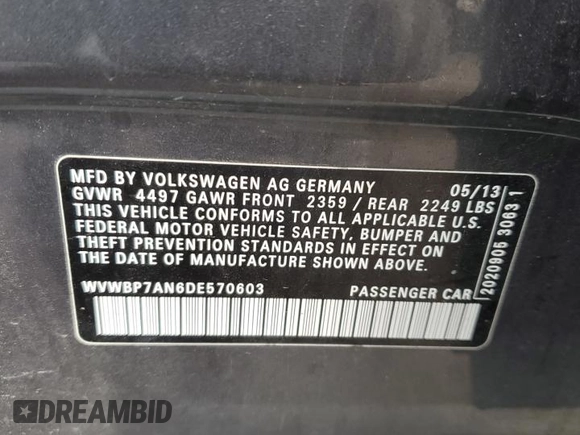 MFD BY VOLKSWAGEN AG GERMANY 05/13
GVWR 4497 GAWR FRONT 2359 / REAR 2249 LBS
THIS VEHICLE CONFORMS TO ALL APPLICABLE U.S.
FEDERAL MOTOR VEHICLE SAFETY, BUMPER AND
THEFT PREVENTION STANDARDS IN EFFECT ON
THE DATE OF MANUFACTURE SHOWN ABOVE.
WVWBP7AN6DE570603 PASSENGER CAR
2020905 3063 1
DREAMBID